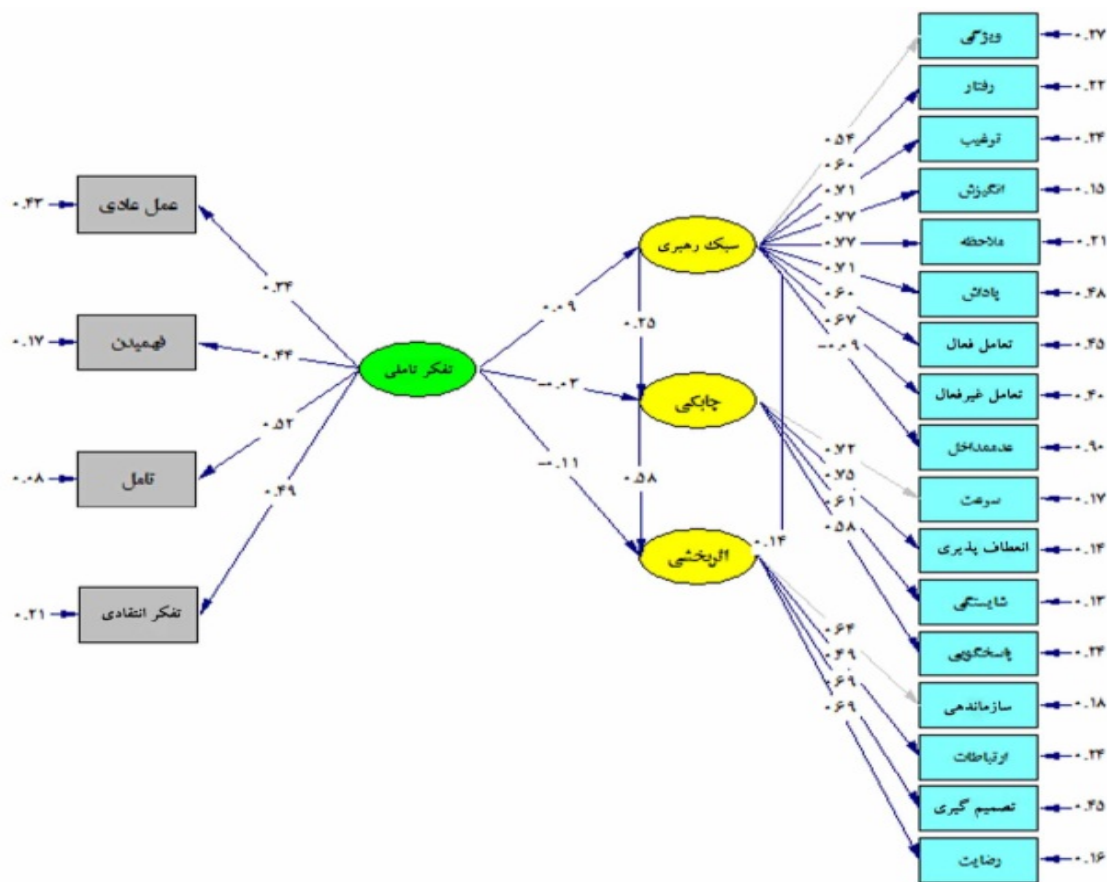 ویژگی
۰.۲۷
رفتار
۰.۲۲
ترغیب
۰.۲۴
انگیزش
۰.۱۵
ملاحظه
۰.۲۱
پاداش
۰.۴۸
تعامل فعال
۰.۴۵
تعامل غیرفعال
۰.۴۰
عدممداخل
۰.۹۰
سرعت
۰.۱۷
انعطاف پذیری
۰.۱۴
شایستگی
۰.۱۳
پاسخگویی
۰.۲۴
سازماندهی
۰.۱۸
ارتباطات
۰.۲۴
تصمیم گیری
۰.۴۵
رضایت
۰.۱۶
۰.۵۴
۰.۶۰
۰.۷۱
۰.۷۷
۰.۷۷
۰.۷۱
۰.۶۰
۰.۶۷
−۰.۰۹
۰.۷۲
۰.۷۵
۰.۶۱
۰.۵۸
۰.۱۴
۰.۶۴
۰.۴۹
۰.۶۹
۰.۶۹
سبک رهبری
۰.۲۵
چابکی
۰.۵۸
اثربخشی
۰.۰۹
−۰.۰۳
−۰.۱۱
تفکر تاملی
۰.۳۴
۰.۴۴
۰.۵۲
۰.۴۹
عمل عادی
۰.۴۳
فهمیدن
۰.۱۷
تامل
۰.۰۸
تفکر انتقادی
۰.۲۱